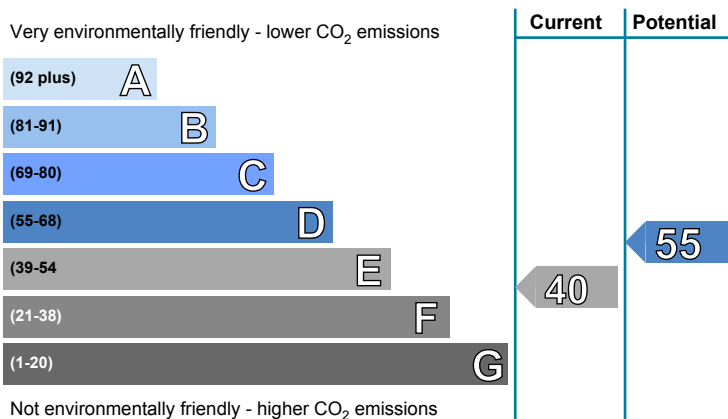 Current Potential
Very environmentally friendly - lower CO2 emissions
(92 plus) A
(81-91) B
(69-80) C
(55-68) D
55
(39-54 E
40
(21-38) F
(1-20) G
Not environmentally friendly - higher CO2 emissions